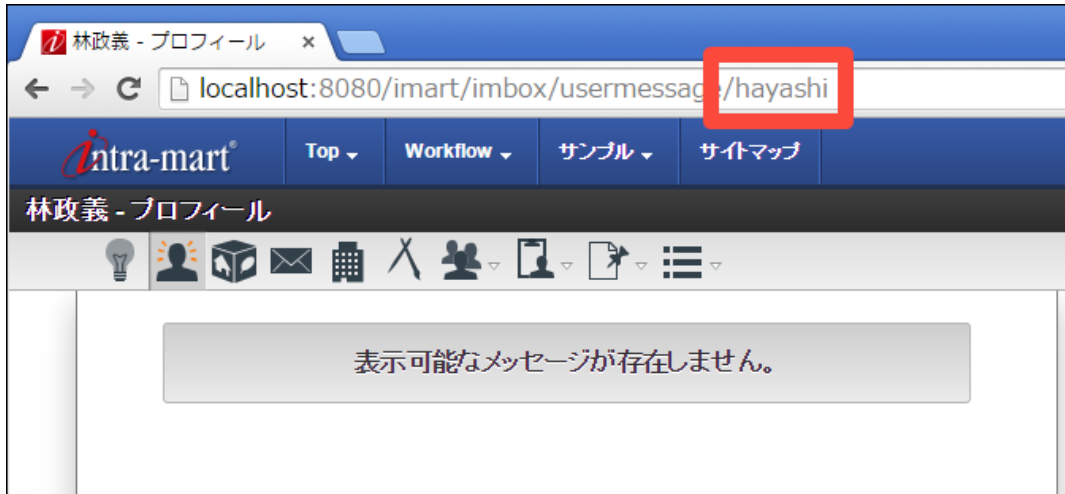 林政義 - プロフィール
localhost:8080/imart/imbox/usermessage/hayashi
intra-mart®
Top
Workflow
サンプル
サイトマップ
林政義 - プロフィール
表示可能なメッセージが存在しません。